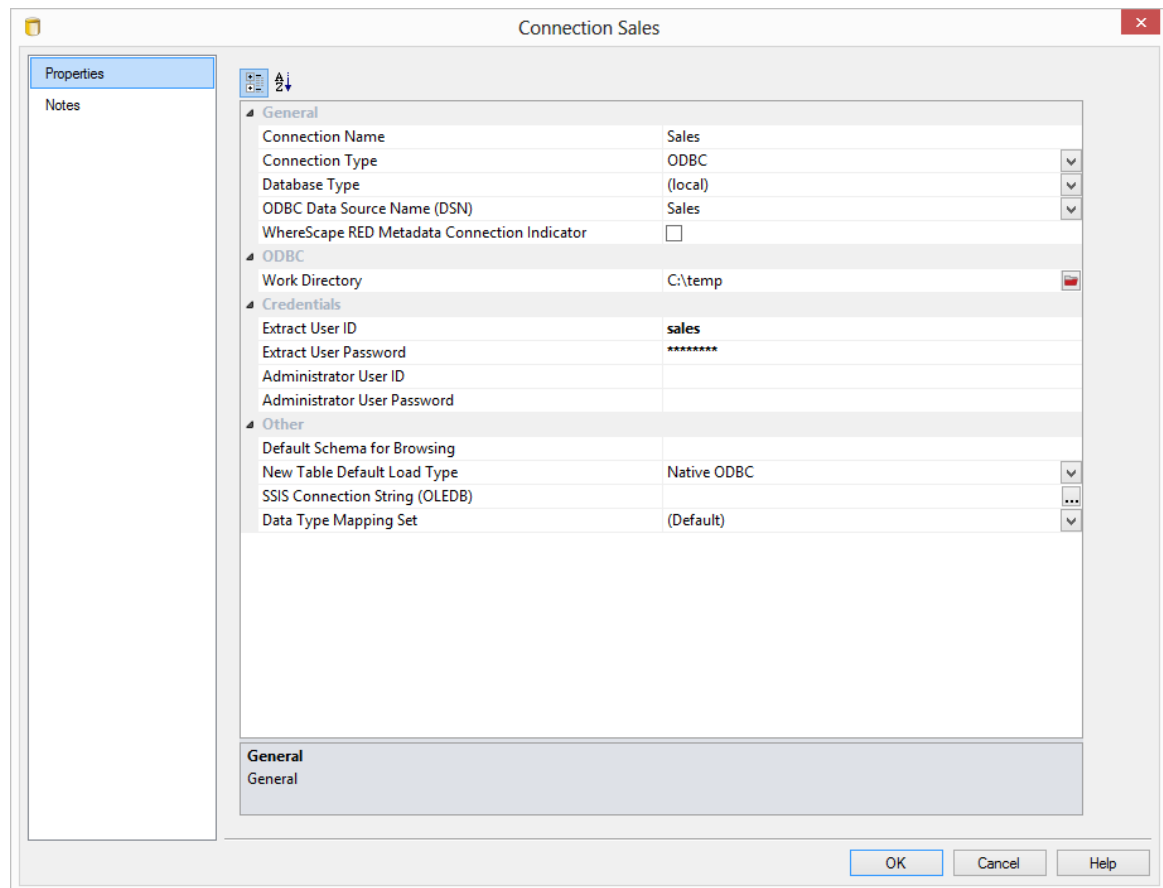 Connection Sales
Properties
Notes
General
Connection Name Sales
Connection Type ODBC
Database Type (local)
ODBC Data Source Name (DSN) Sales
WhereScape RED Metadata Connection Indicator
ODBC
Work Directory C:\temp
Credentials
Extract User ID sales
Extract User Password ********
Administrator User ID
Administrator User Password
Other
Default Schema for Browsing
New Table Default Load Type Native ODBC
SSIS Connection String (OLEDB) ...
Data Type Mapping Set (Default)
General
General
OK Cancel Help